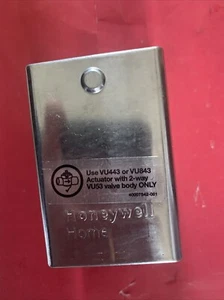 Use VU443 or VU843
Actuator with 2-way
VU53 valve body ONLY
Honeywell
Home